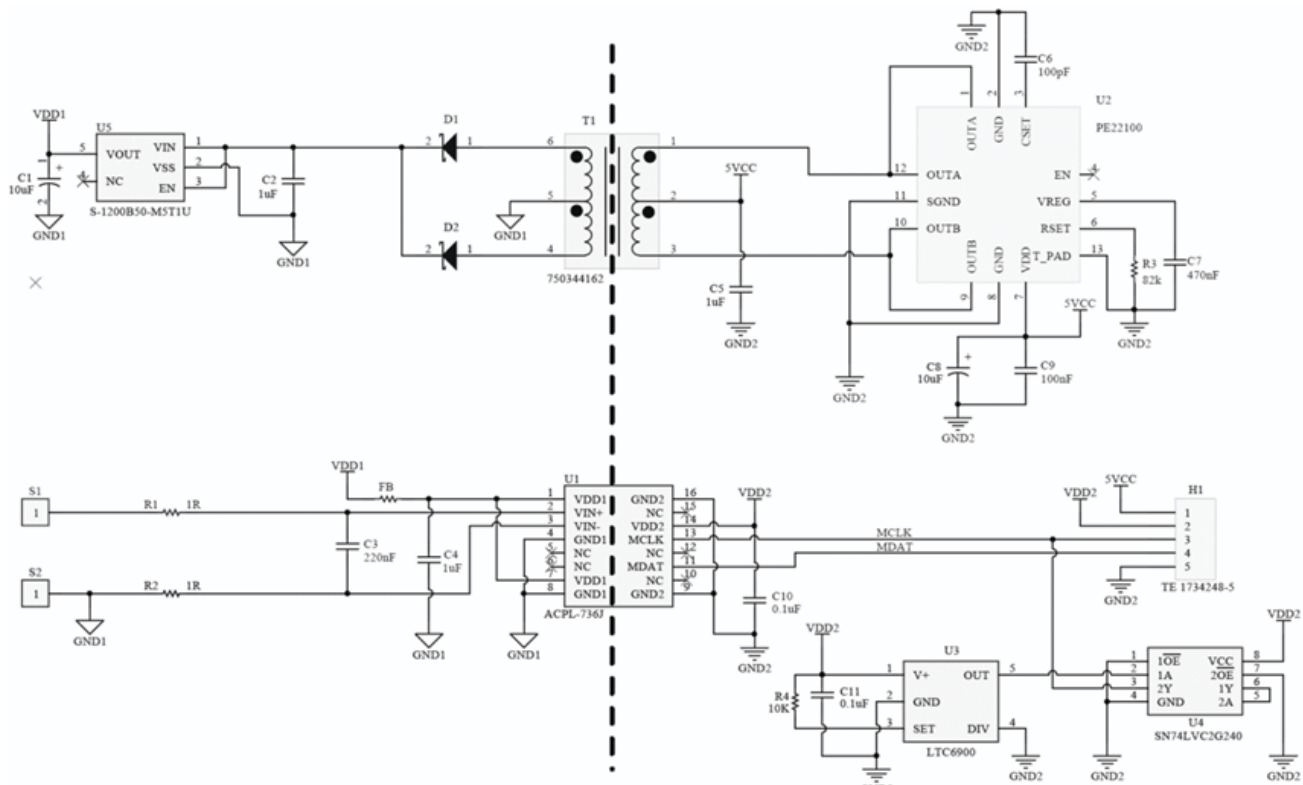 GND2
C6
100pF
U2
PE22100
1
2
3
OUTA
GND
CSET
12 OUTA
11 SGND
10 OUTB
EN 4
VREG 5
RSET 6
T_PAD 13
OUTB
GND
VDD
9
8
7
R3
82k
C7
470nF
GND2
5VCC
C8
10uF
+
C9
100nF
GND2
GND2
VDD1
U5
5 VOUT
4 NC
VIN 1
VSS 2
EN 3
S-1200B50-M5T1U
C1
10uF
1
+
2
GND1
C2
1uF
GND1
D1
2 1
D2
2 1
T1
6
5
4
1
2
3
GND1
750344162
5VCC
C5
1uF
GND2
S1
1
R1 1R
S2
1
R2 1R
GND1
C3
220nF
VDD1
FB
C4
1uF
GND1
GND1
U1
1 VDD1
2 VIN+
3 VIN-
4 GND1
5 NC
6 NC
7 VDD1
8 GND1
GND2 16
NC 15
VDD2 14
MCLK 13
NC 12
MDAT 11
NC 10
GND2 9
ACPL-736J
VDD2
C10
0.1uF
GND2
MCLK
MDAT
5VCC
VDD2
H1
1
2
3
4
5
GND2
TE 1734248-5
VDD2
R4
10K
C11
0.1uF
U3
1 V+
2 GND
3 SET
OUT 5
DIV 4
LTC6900
GND2
VDD2
1 1OE
2 1A
3 2Y
4 GND
VCC 8
2OE 7
1Y 6
2A 5
U4
SN74LVC2G240
GND2
GND2